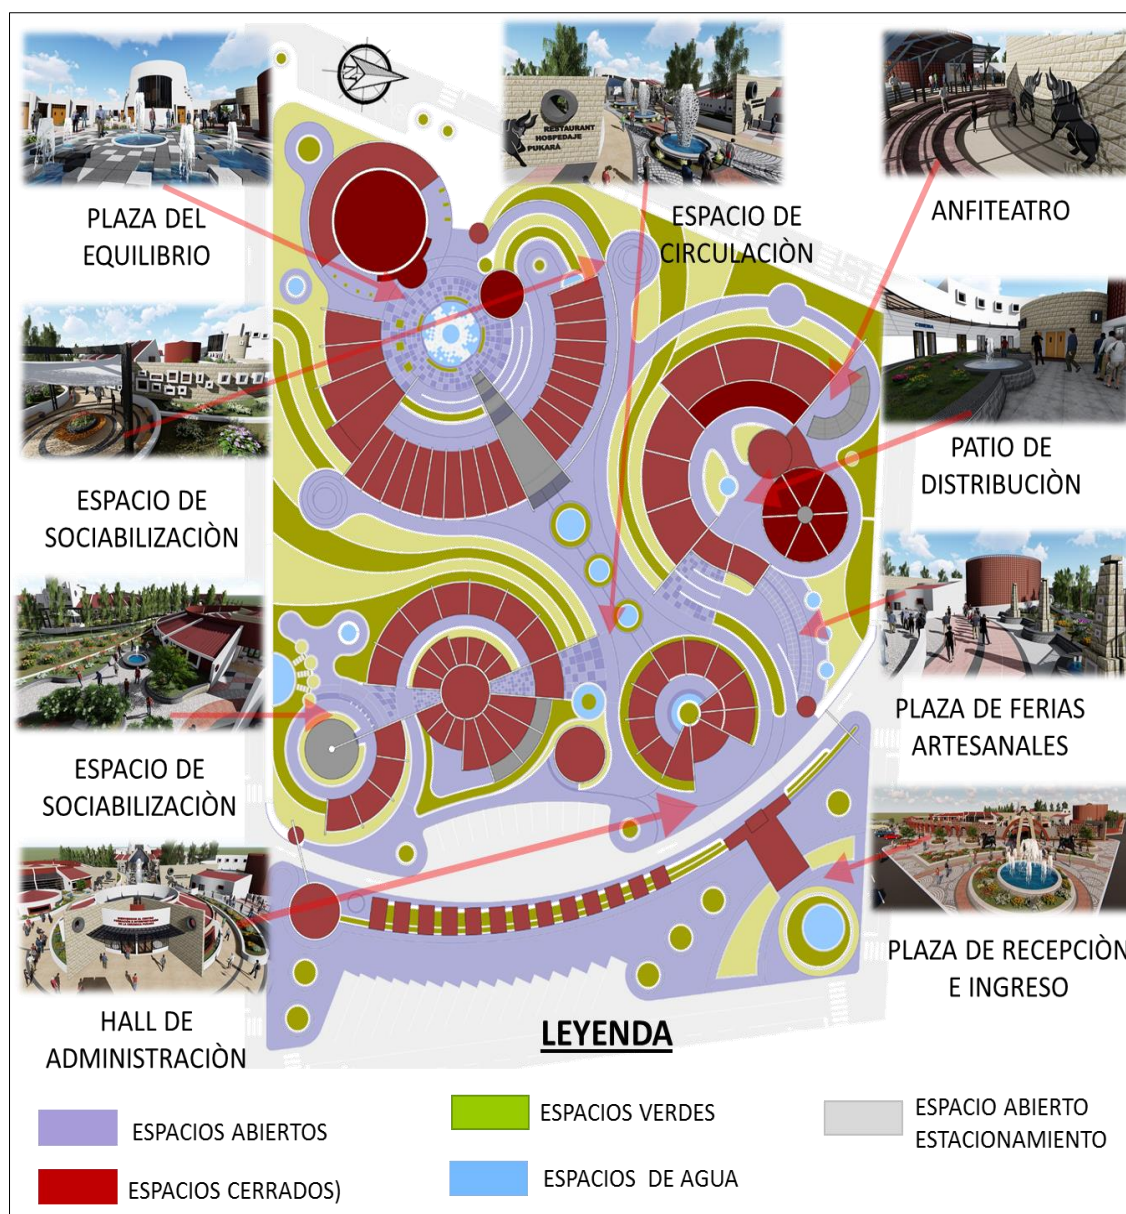 RESTAURANT
HOSPEDAJE
PUKARÁ
PLAZA DEL
EQUILIBRIO
ESPACIO DE
CIRCULACIÒN
ANFITEATRO
ESPACIO DE
SOCIABILIZACIÒN
PATIO DE
DISTRIBUCIÒN
ESPACIO DE
SOCIABILIZACIÒN
PLAZA DE FERIAS
ARTESANALES
HALL DE
ADMINISTRACIÒN
PLAZA DE RECEPCIÒN
E INGRESO
LEYENDA
ESPACIOS ABIERTOS
ESPACIOS CERRADOS)
ESPACIOS VERDES
ESPACIOS DE AGUA
ESPACIO ABIERTO
ESTACIONAMIENTO